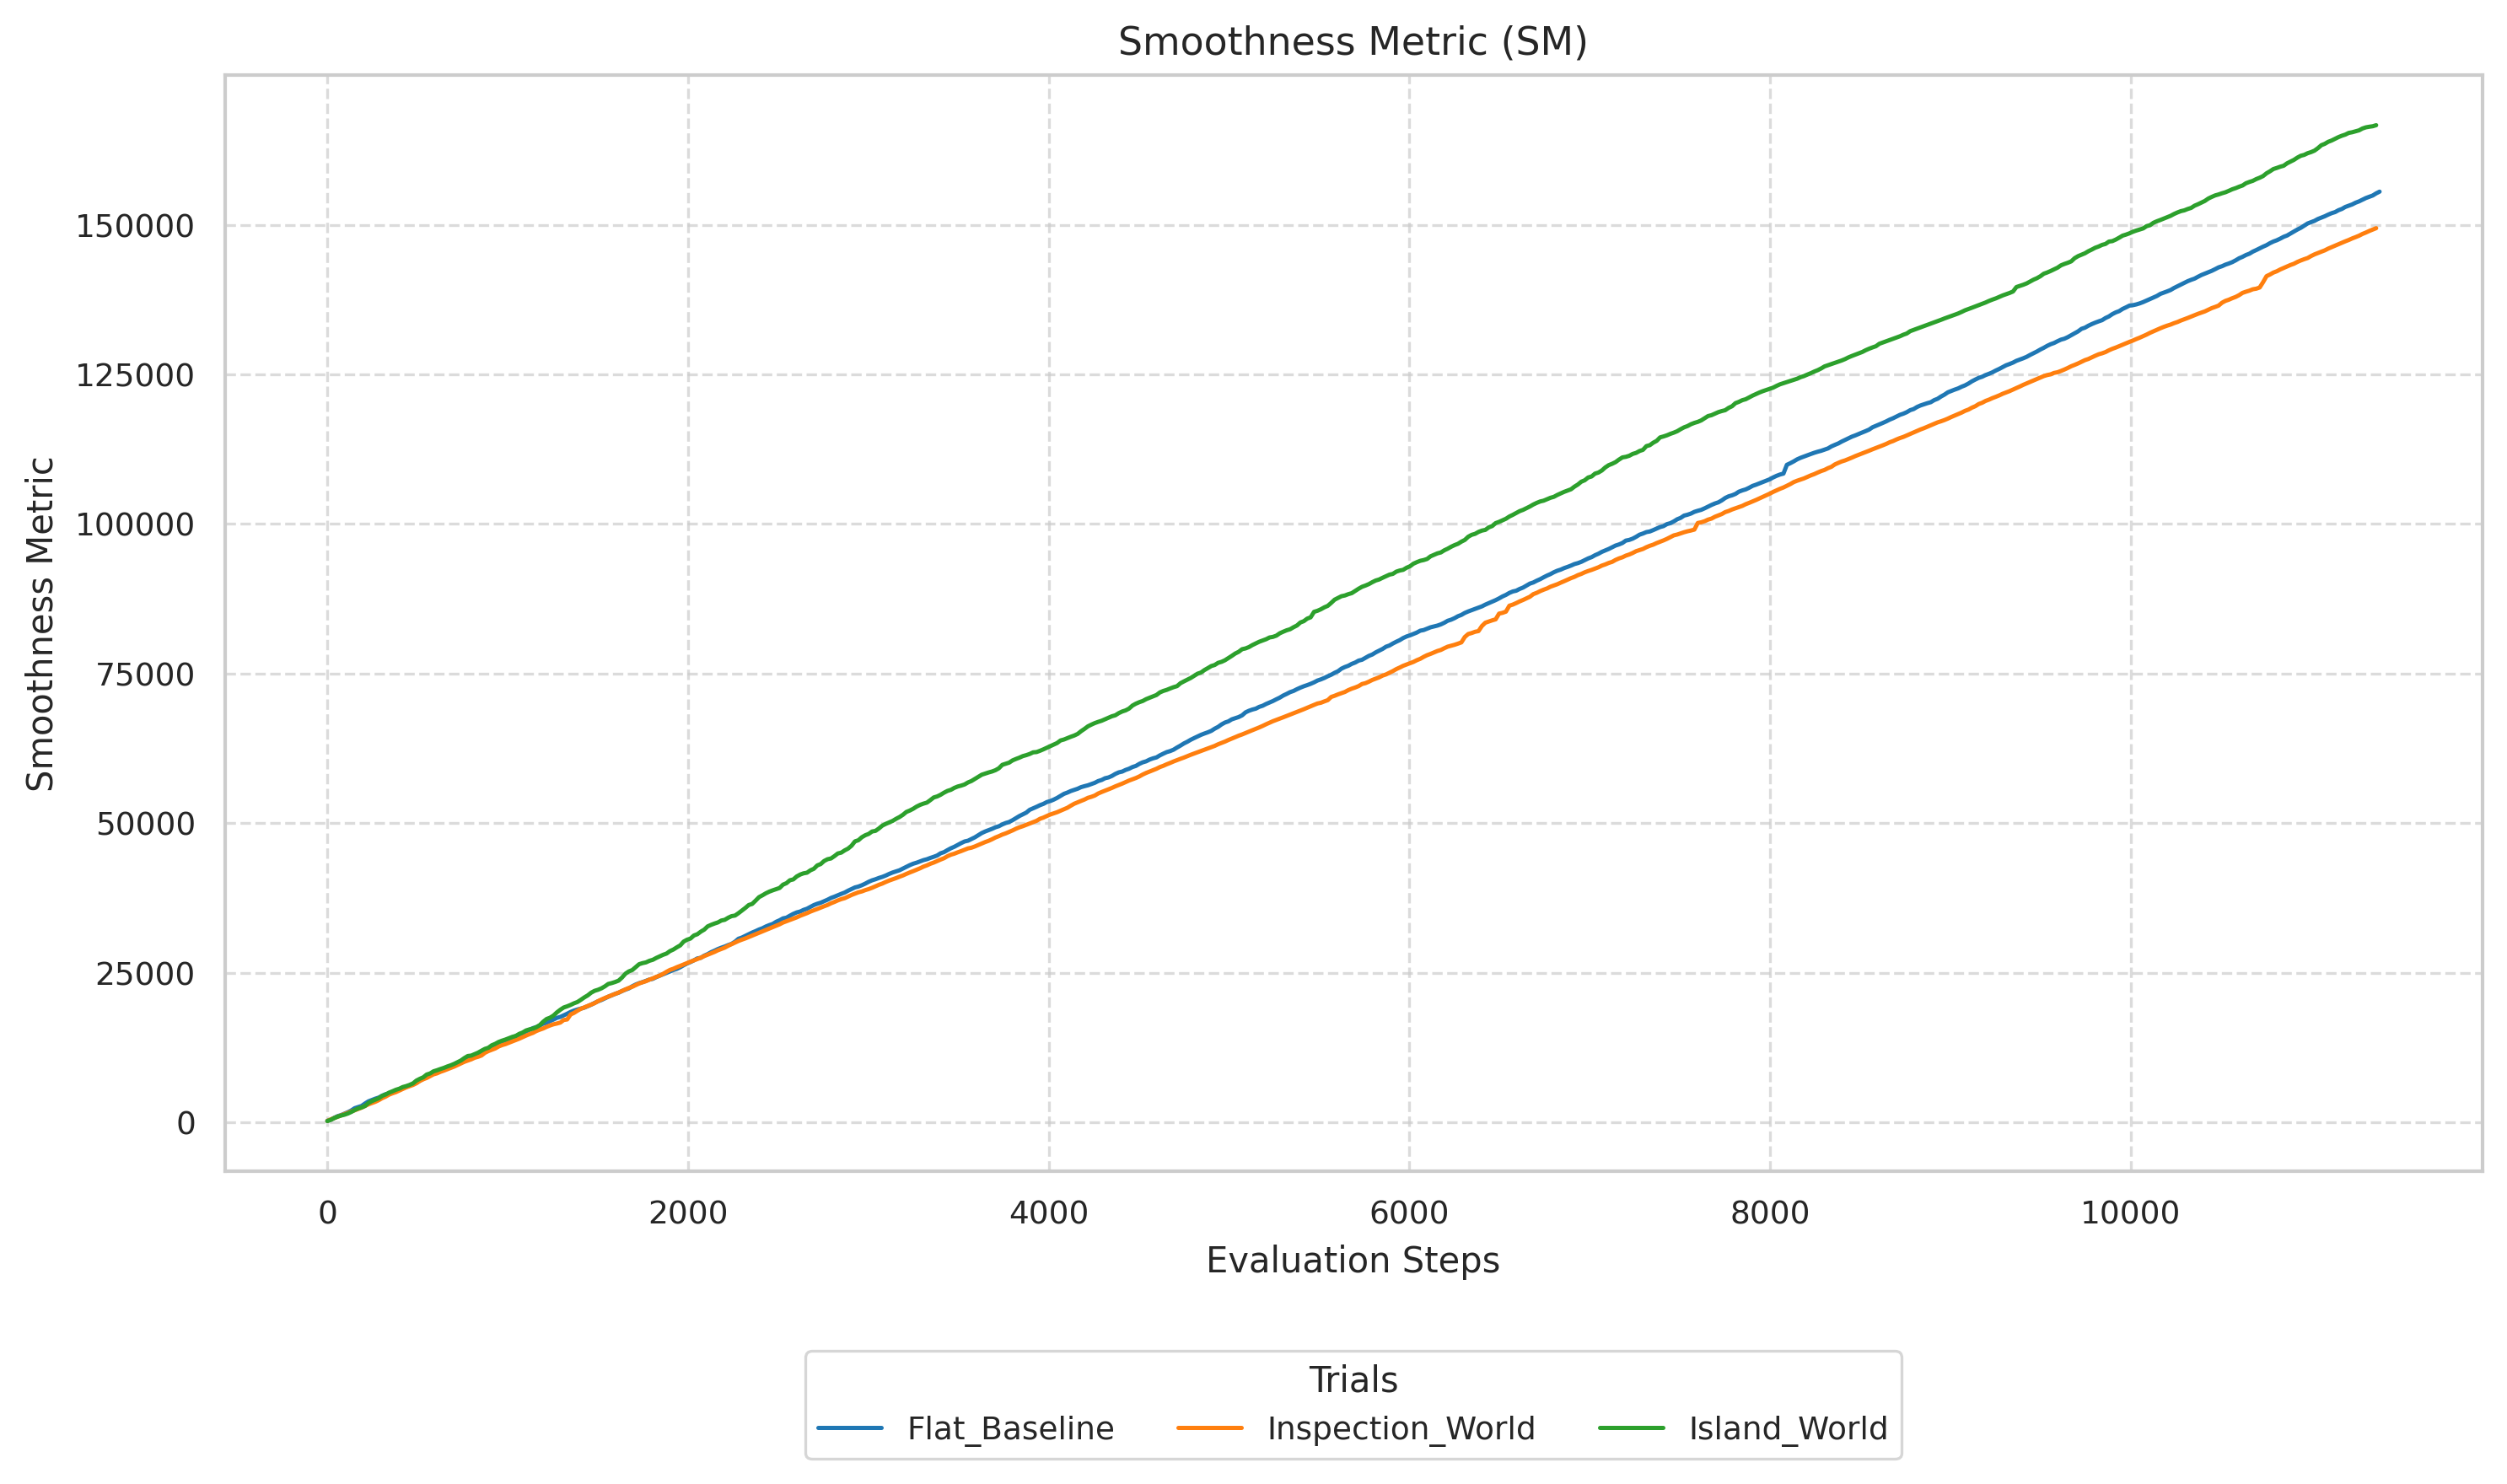 Smoothness Metric (SM)
Smoothness Metric
150000
125000
100000
75000
50000
25000
0
0 2000 4000 6000 8000 10000
Evaluation Steps
Trials
Flat_Baseline Inspection_World Island_World